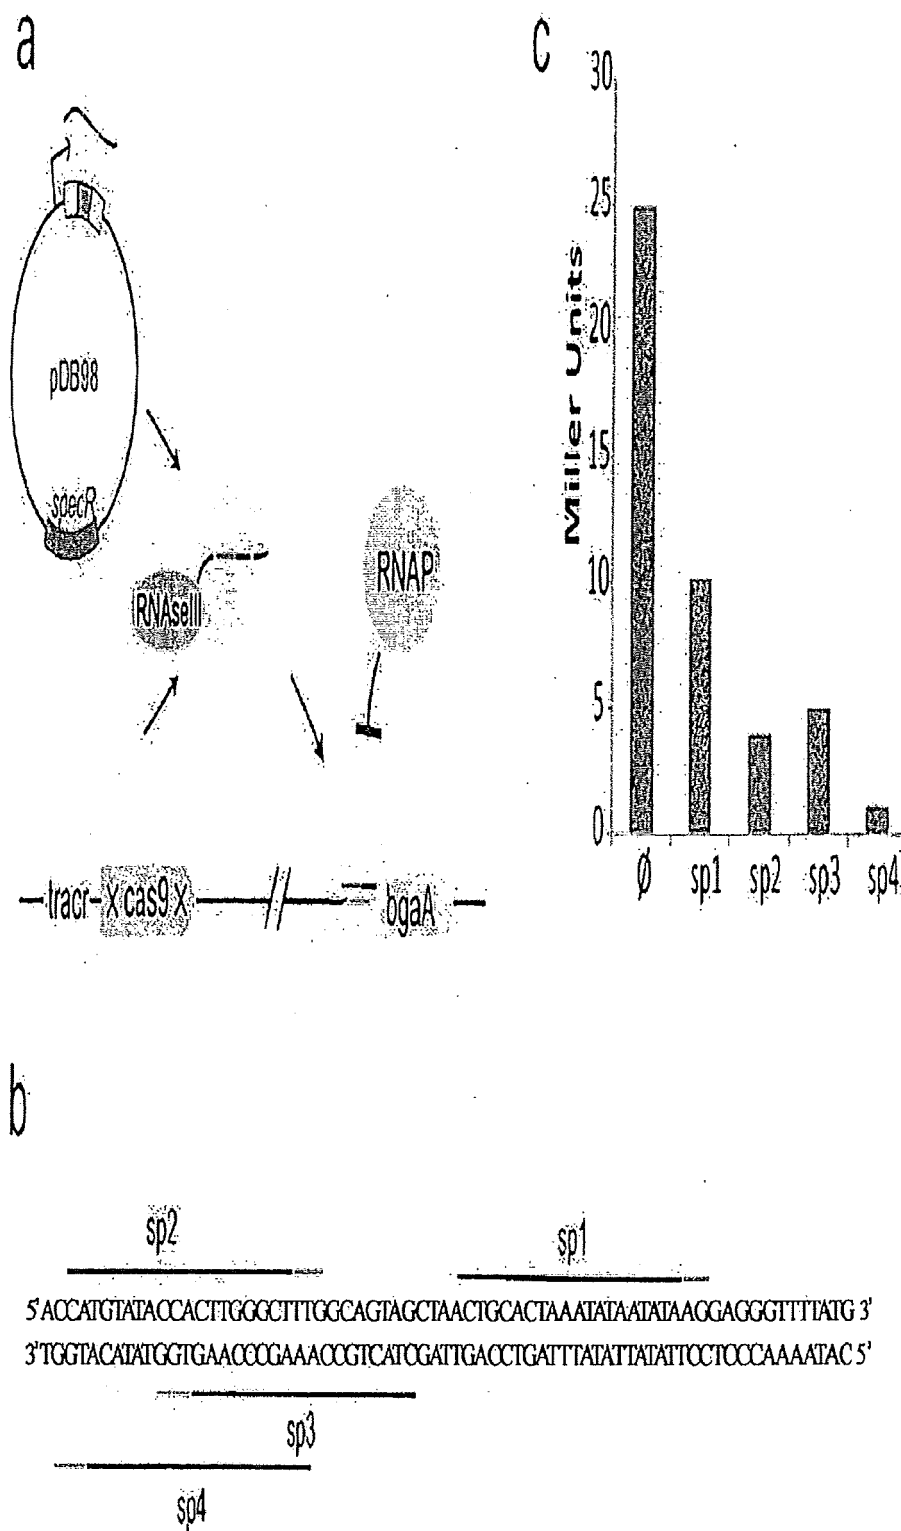 a
pDB98
specR
RNAseIII
RNAP
tracr
X cas9 X
bgaA
c
Miller Units
30
25
20
15
10
5
0
Ø sp1 sp2 sp3 sp4
b
sp2
sp1
5'ACCATGTATACCACTTGGGCTTTGGCAGTAGCTAACTGCACTAAATATAATATAAGGAGGGTTTTATG 3'
3'TGGTACATATGGTGAACCCGAAACCGTCATCGATTGACCTGATTTATATTATATTCCTCCCAAAATAC 5'
sp3
sp4